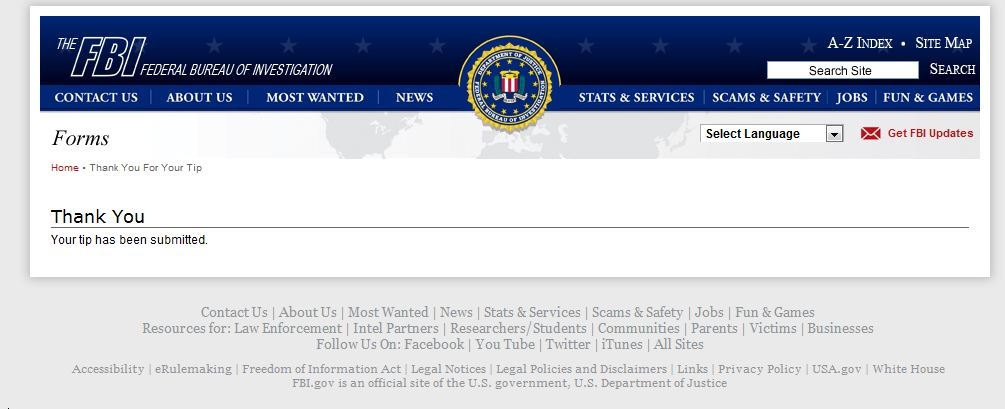 THE FBI FEDERAL BUREAU OF INVESTIGATION
A-Z INDEX • SITE MAP
Search Site SEARCH
DEPARTMENT OF JUSTICE
FEDERAL BUREAU OF INVESTIGATION
CONTACT US | ABOUT US | MOST WANTED | NEWS STATS & SERVICES | SCAMS & SAFETY | JOBS | FUN & GAMES
Forms
Select Language Get FBI Updates
Home • Thank You For Your Tip
Thank You
Your tip has been submitted.
Contact Us | About Us | Most Wanted | News | Stats & Services | Scams & Safety | Jobs | Fun & Games
Resources for: Law Enforcement | Intel Partners | Researchers/Students | Communities | Parents | Victims | Businesses
Follow Us On: Facebook | You Tube | Twitter | iTunes | All Sites
Accessibility | eRulemaking | Freedom of Information Act | Legal Notices | Legal Policies and Disclaimers | Links | Privacy Policy | USA.gov | White House
FBI.gov is an official site of the U.S. government, U.S. Department of Justice